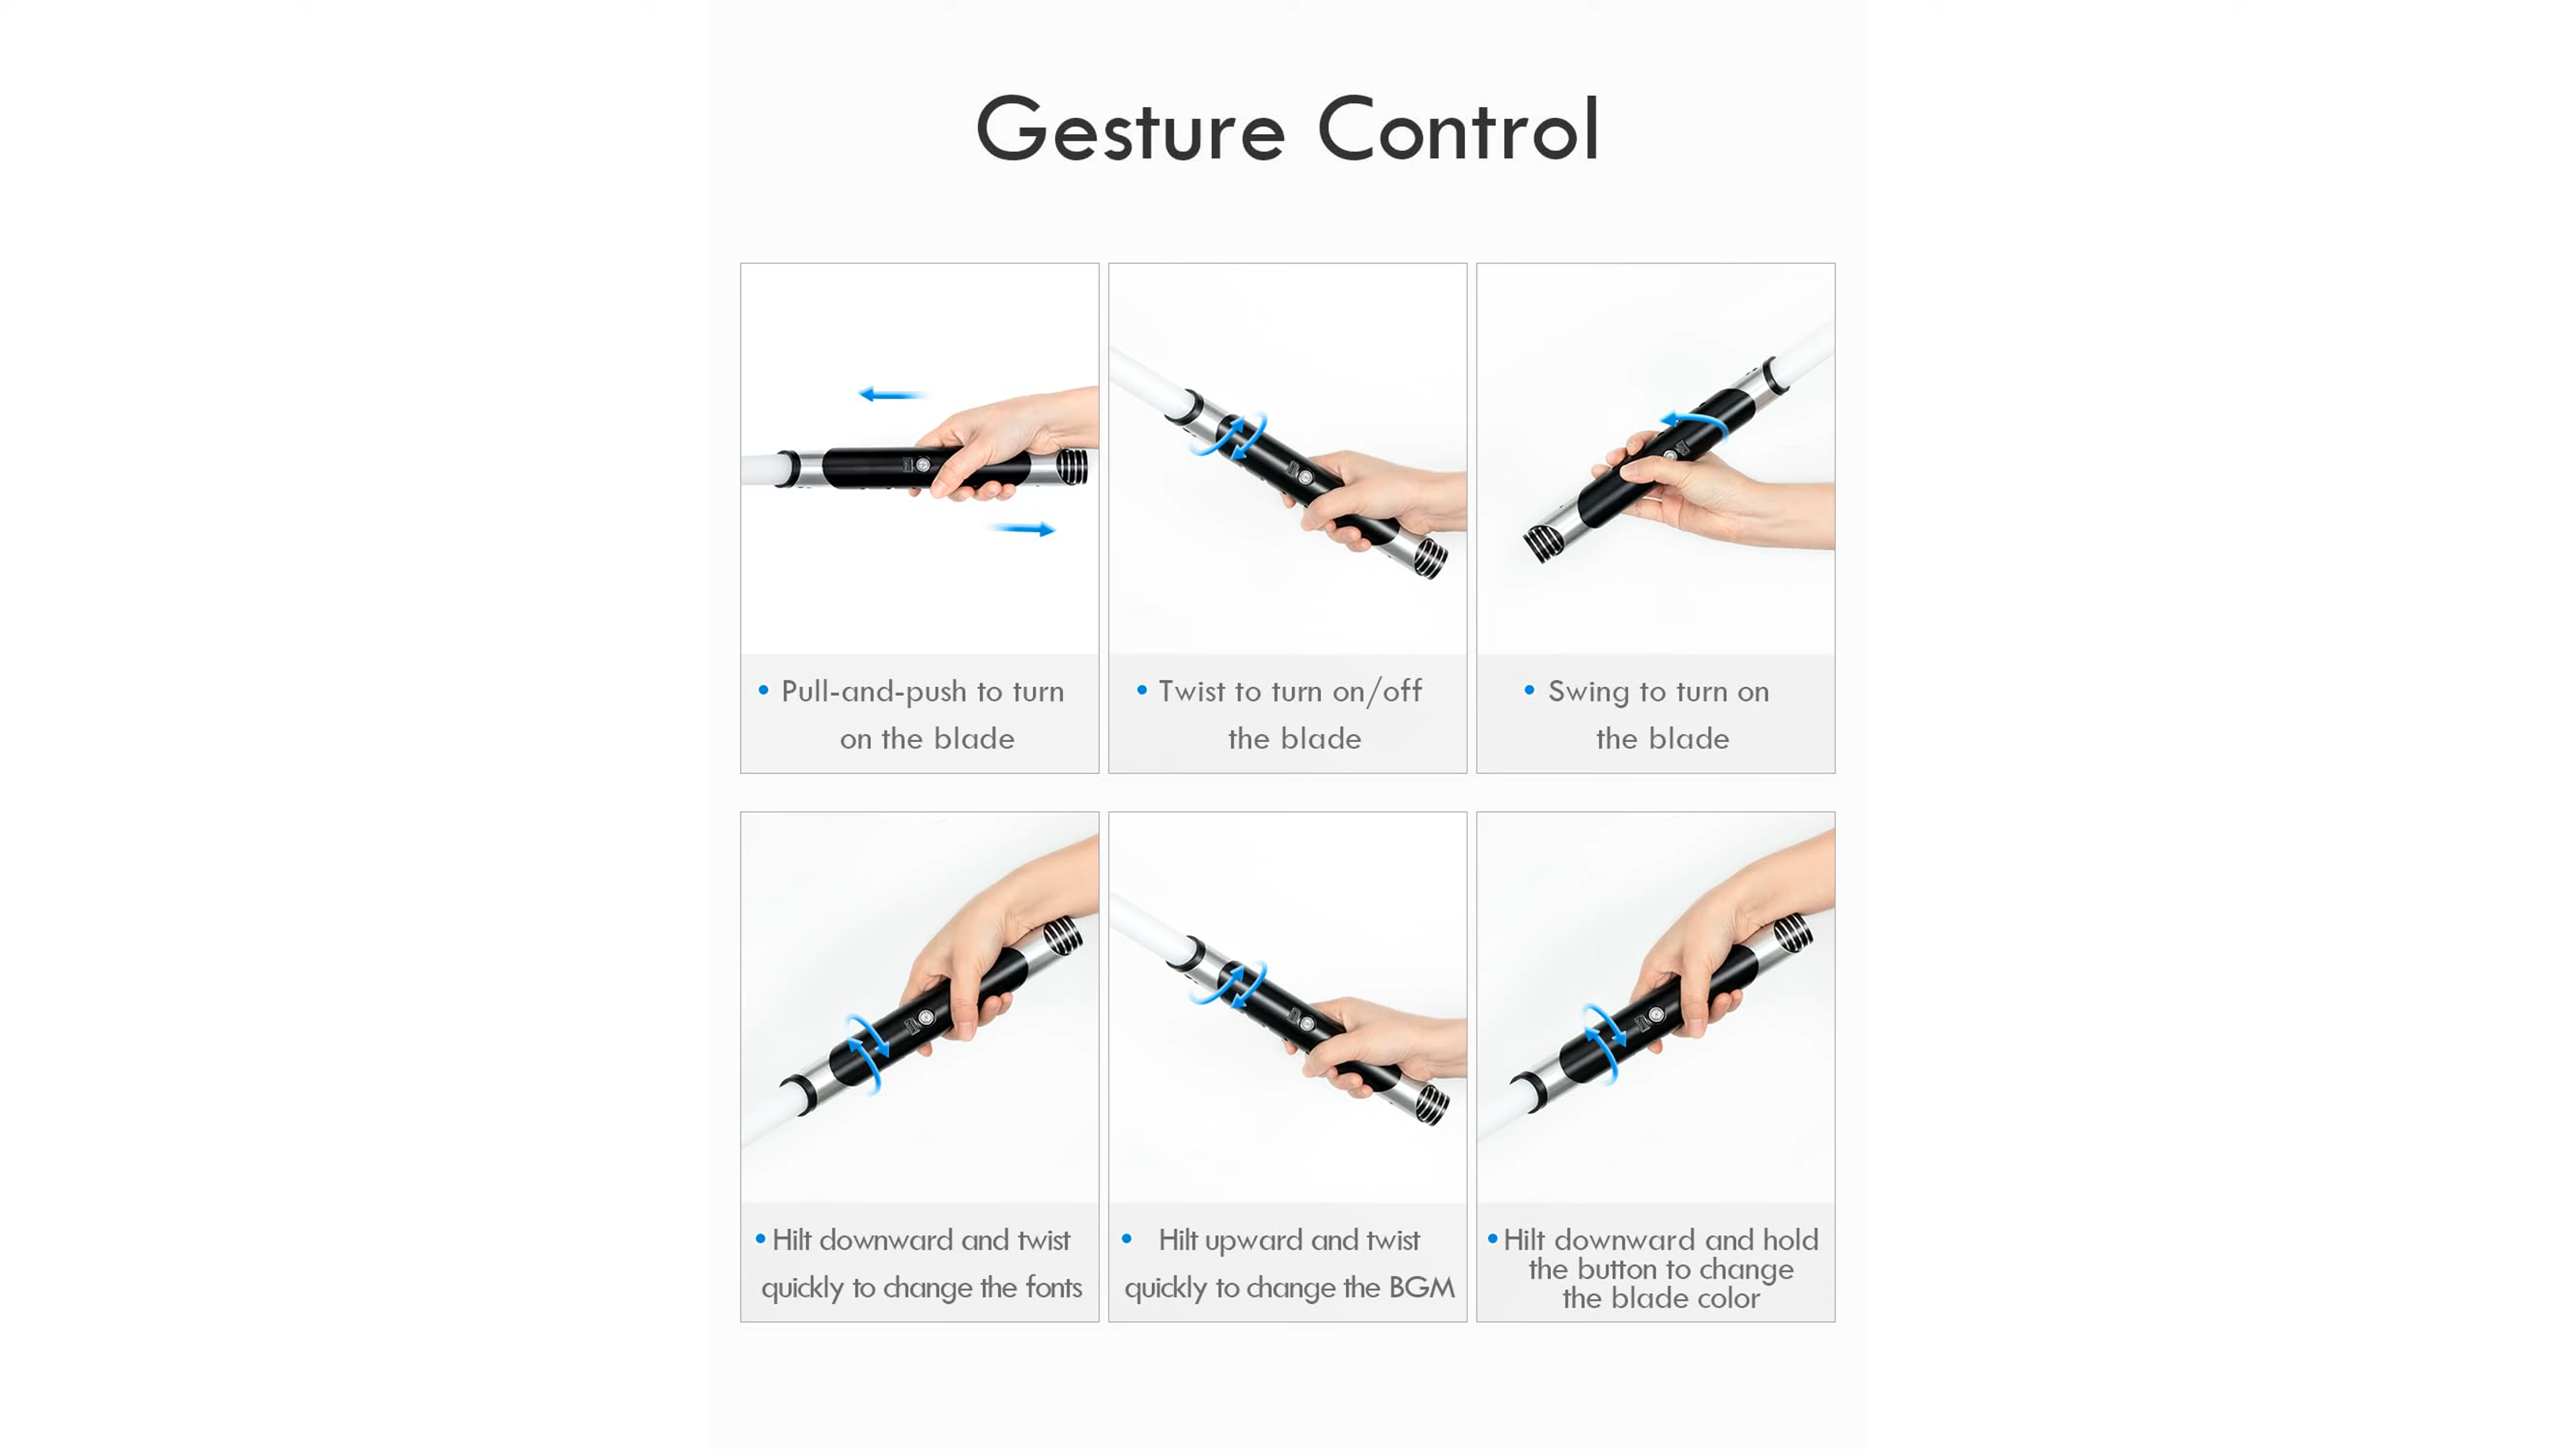 Gesture Control
• Pull-and-push to turn
on the blade
• Twist to turn on/off
the blade
• Swing to turn on
the blade
• Hilt downward and twist
quickly to change the fonts
• Hilt upward and twist
quickly to change the BGM
• Hilt downward and hold
the button to change
the blade color